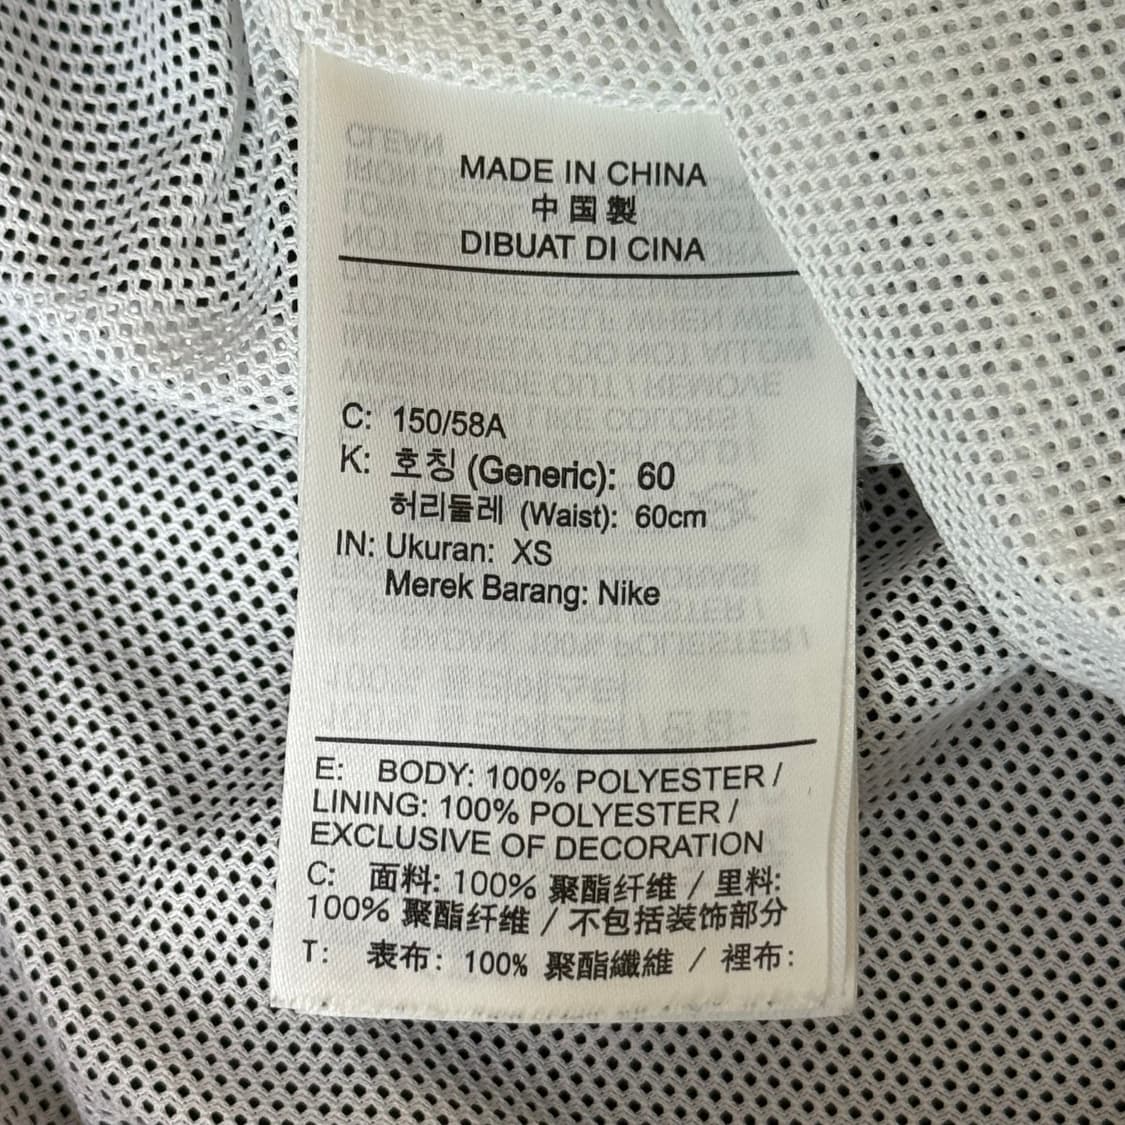 MADE IN CHINA
中国製
DIBUAT DI CINA
C: 150/58A
K: 호칭 (Generic): 60
허리둘레 (Waist): 60cm
IN: Ukuran: XS
Merek Barang: Nike
E: BODY: 100% POLYESTER /
LINING: 100% POLYESTER /
EXCLUSIVE OF DECORATION
C: 面料: 100% 聚酯纤维 / 里料:
100% 聚酯纤维 / 不包括装饰部分
T: 表布: 100% 聚酯纖維 / 裡布: